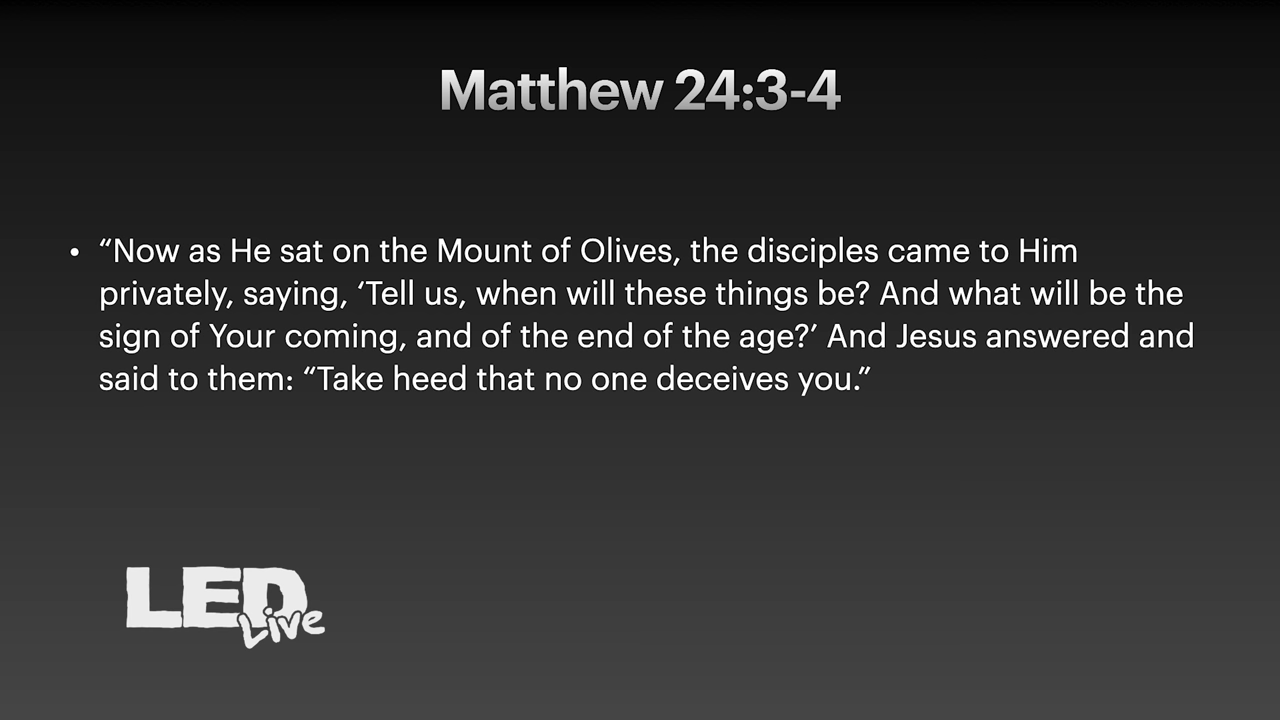 Matthew 24:3-4
• “Now as He sat on the Mount of Olives, the disciples came to Him
privately, saying, ‘Tell us, when will these things be? And what will be the
sign of Your coming, and of the end of the age?’ And Jesus answered and
said to them: “Take heed that no one deceives you.”
LED
Live